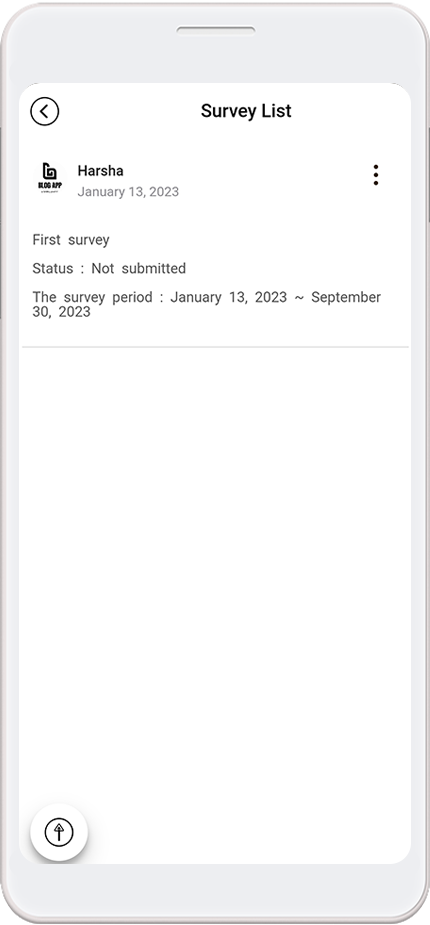 Survey List
Harsha
BLOG APP
January 13, 2023
First survey
Status : Not submitted
The survey period : January 13, 2023 ~ September
30, 2023